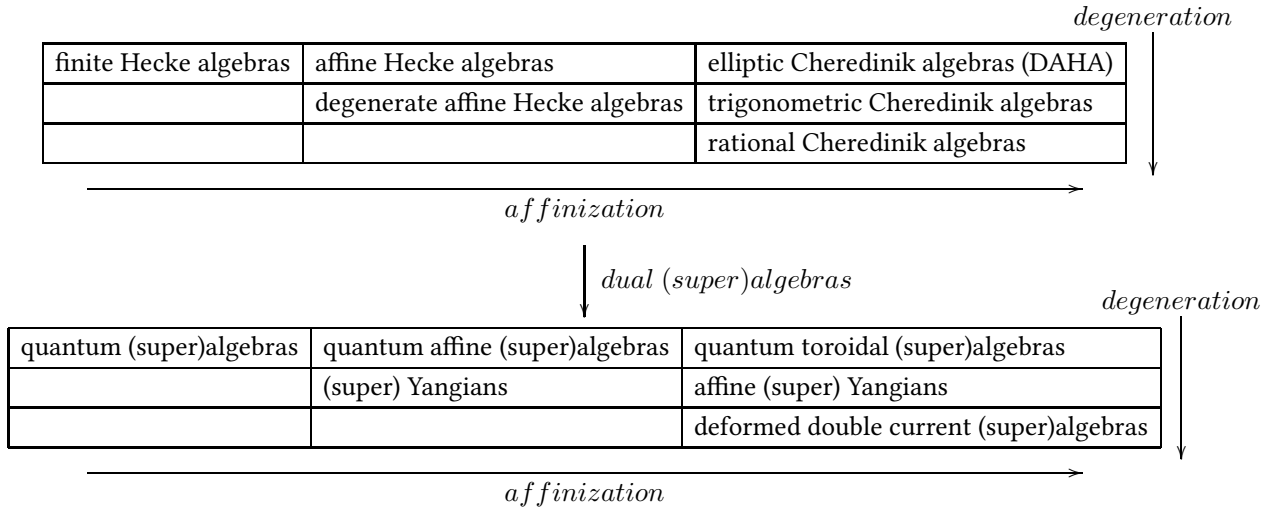 degeneration
finite Hecke algebras affine Hecke algebras elliptic Cheredinik algebras (DAHA)
degenerate affine Hecke algebras trigonometric Cheredinik algebras
rational Cheredinik algebras
affinization
dual (super)algebras
degeneration
quantum (super)algebras quantum affine (super)algebras quantum toroidal (super)algebras
(super) Yangians affine (super) Yangians
deformed double current (super)algebras
affinization